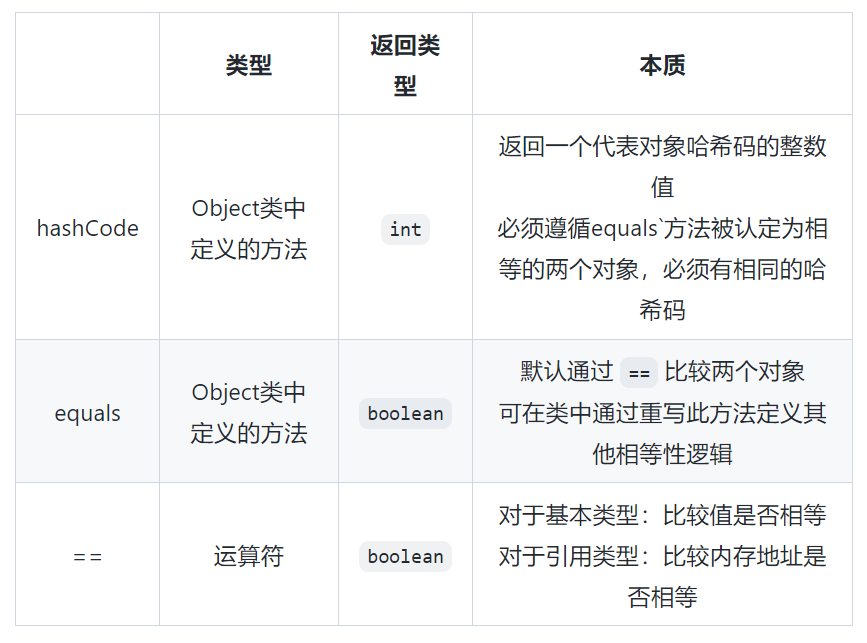 类型
返回类
型
本质
hashCode
Object类中
定义的方法
int
返回一个代表对象哈希码的整数
值
必须遵循equals`方法被认定为相
等的两个对象，必须有相同的哈
希码
equals
Object类中
定义的方法
boolean
默认通过 == 比较两个对象
可在类中通过重写此方法定义其
他相等性逻辑
==
运算符
boolean
对于基本类型：比较值是否相等
对于引用类型：比较内存地址是
否相等